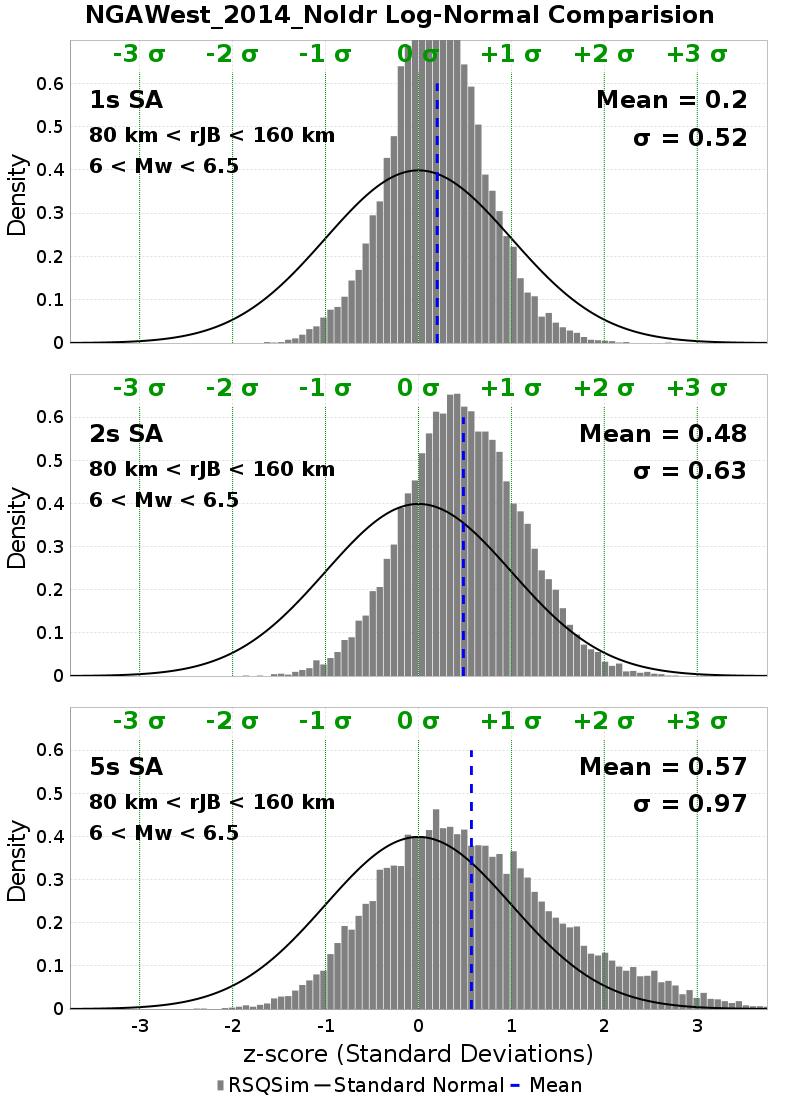 NGAWest_2014_NoIdr Log-Normal Comparision
-3 σ -2 σ -1 σ 0 σ +1 σ +2 σ +3 σ
1s SA
Mean = 0.2
80 km < rJB < 160 km
σ = 0.52
6 < Mw < 6.5
Density
0.6
0.5
0.4
0.3
0.2
0.1
0
-3 σ -2 σ -1 σ 0 σ +1 σ +2 σ +3 σ
2s SA
Mean = 0.48
80 km < rJB < 160 km
σ = 0.63
6 < Mw < 6.5
Density
0.6
0.5
0.4
0.3
0.2
0.1
0
-3 σ -2 σ -1 σ 0 σ +1 σ +2 σ +3 σ
5s SA
Mean = 0.57
80 km < rJB < 160 km
σ = 0.97
6 < Mw < 6.5
Density
0.6
0.5
0.4
0.3
0.2
0.1
0
-3 -2 -1 0 1 2 3
z-score (Standard Deviations)
RSQSim Standard Normal Mean